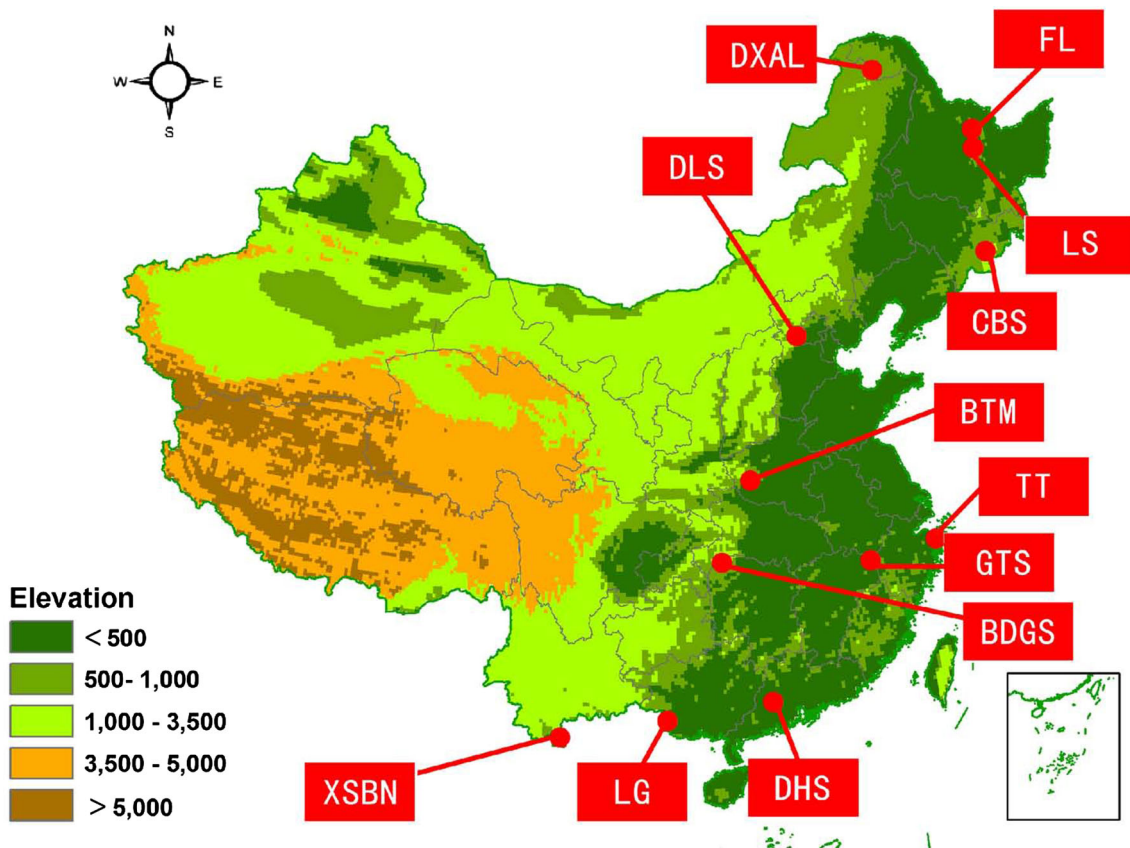 N
W E
S
DXAL
FL
DLS
LS
CBS
BTM
TT
GTS
BDGS
XSBN
LG
DHS
Elevation
< 500
500- 1,000
1,000 - 3,500
3,500 - 5,000
> 5,000